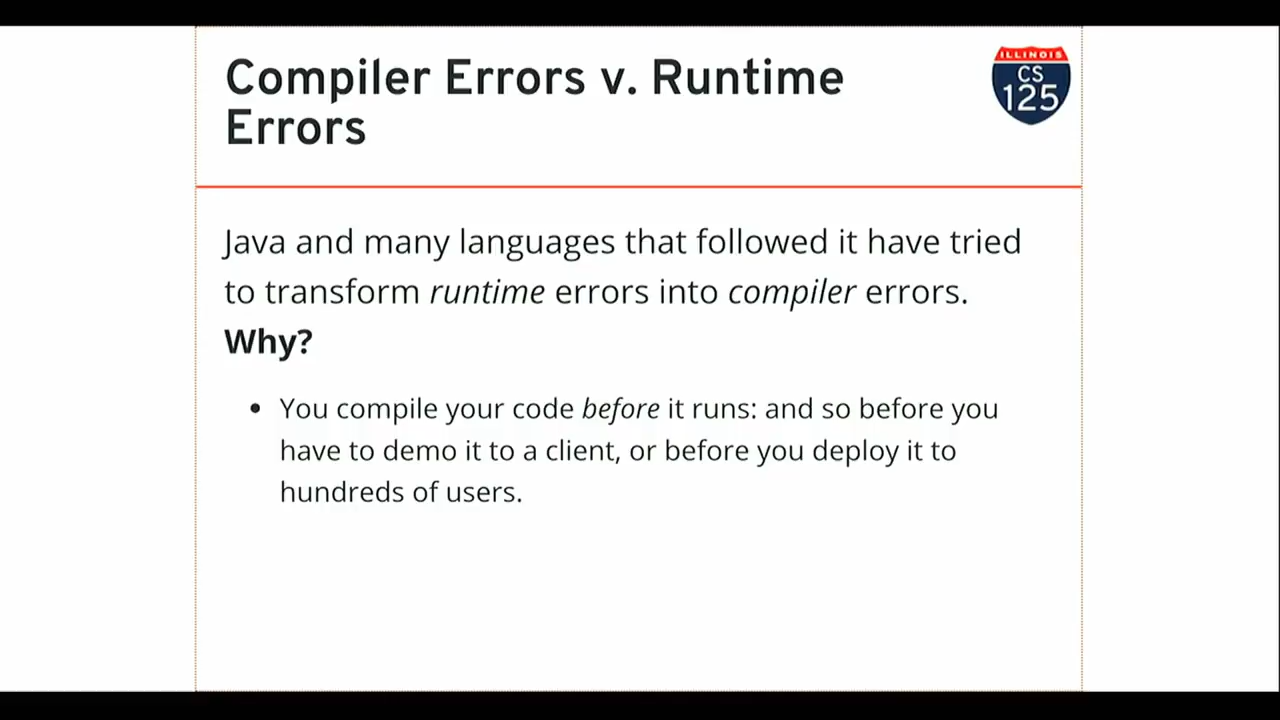 Compiler Errors v. Runtime
Errors
ILLINOIS
CS
125
Java and many languages that followed it have tried
to transform runtime errors into compiler errors.
Why?
• You compile your code before it runs: and so before you
have to demo it to a client, or before you deploy it to
hundreds of users.